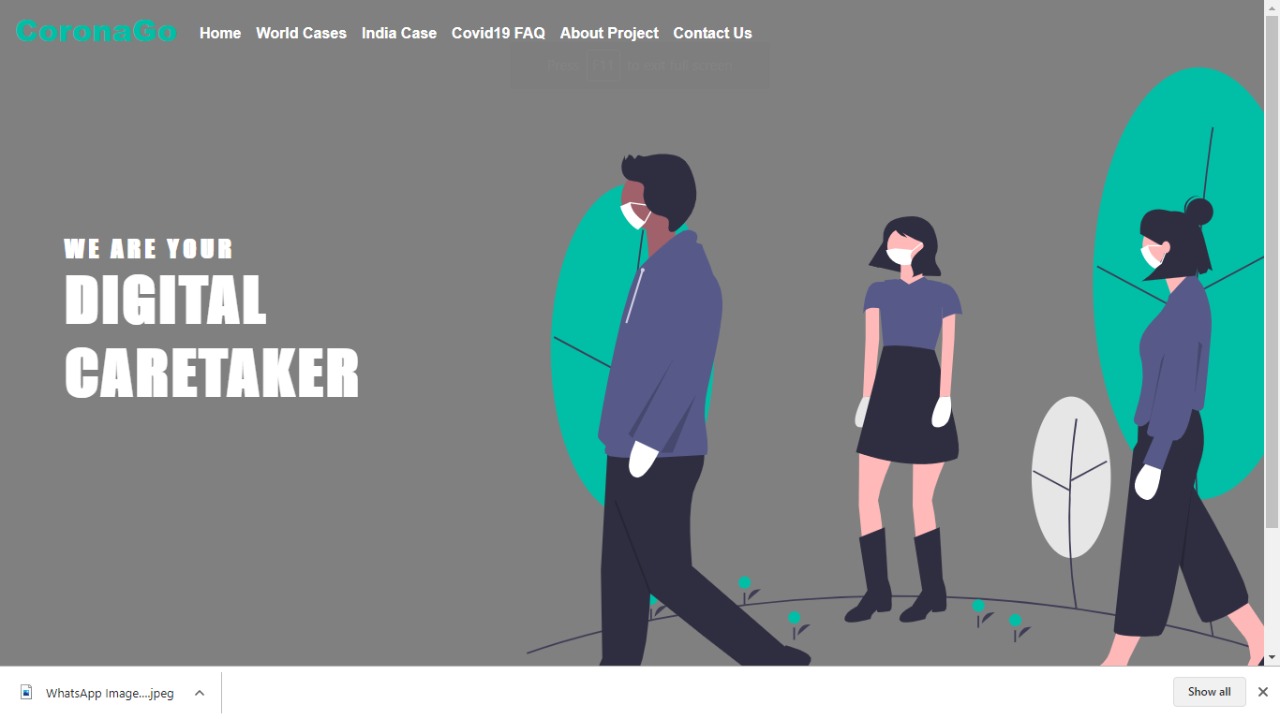 CoronaGo Home World Cases India Case Covid19 FAQ About Project Contact Us
Press F11 to exit full screen
WE ARE YOUR
DIGITAL
CARETAKER
WhatsApp Image....jpeg Show all